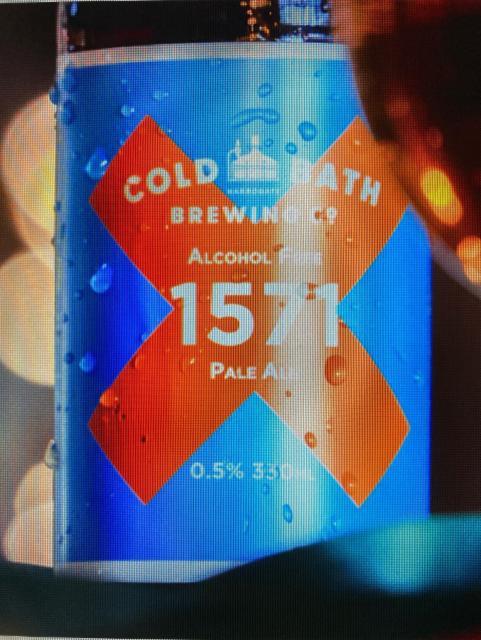 COLD BATH
HARROGATE
BREWING CO
ALCOHOL FREE
1571
PALE ALE
0.5% 330ML